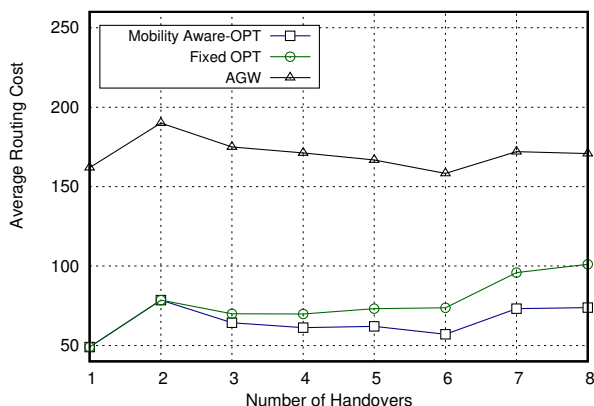 250
200
150
100
50
Average Routing Cost
Mobility Aware-OPT
Fixed OPT
AGW
1 2 3 4 5 6 7 8
Number of Handovers